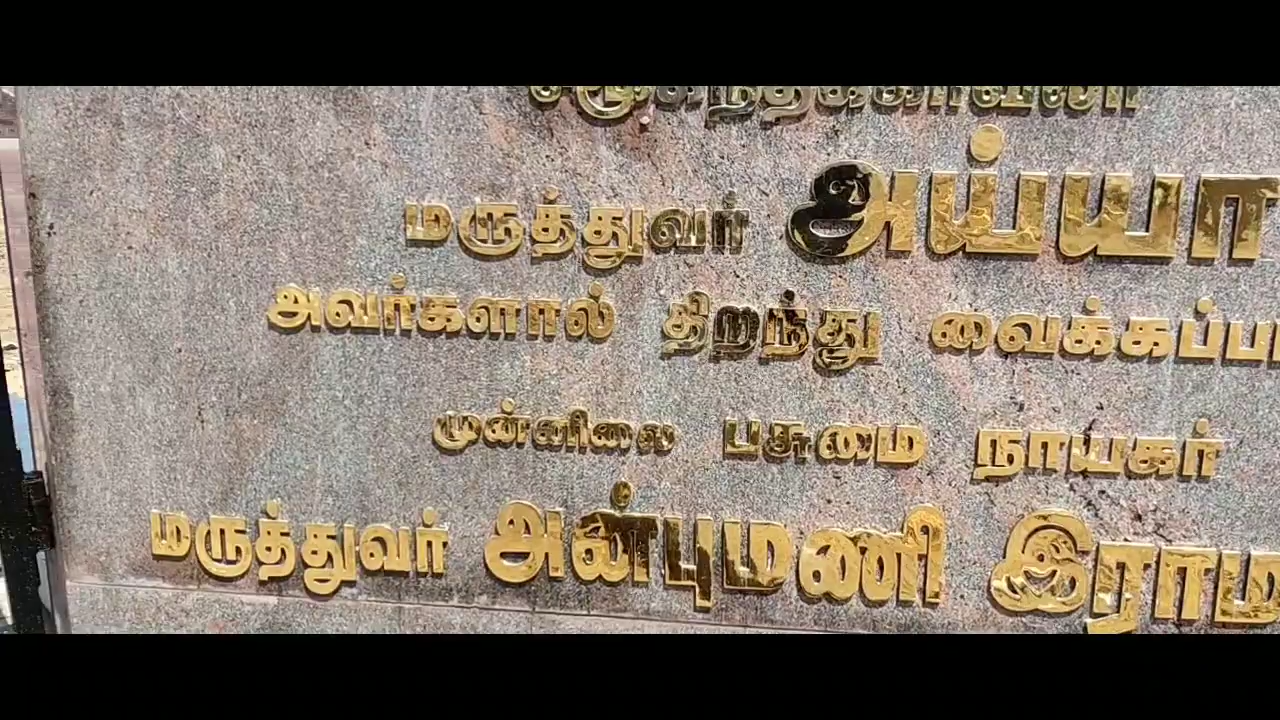 மருத்துவர் அய்யா
அவர்களால் திறந்து வைக்கப்ப
முன்னிலை பசுமை நாயகர்
மருத்துவர் அன்புமணி இராம